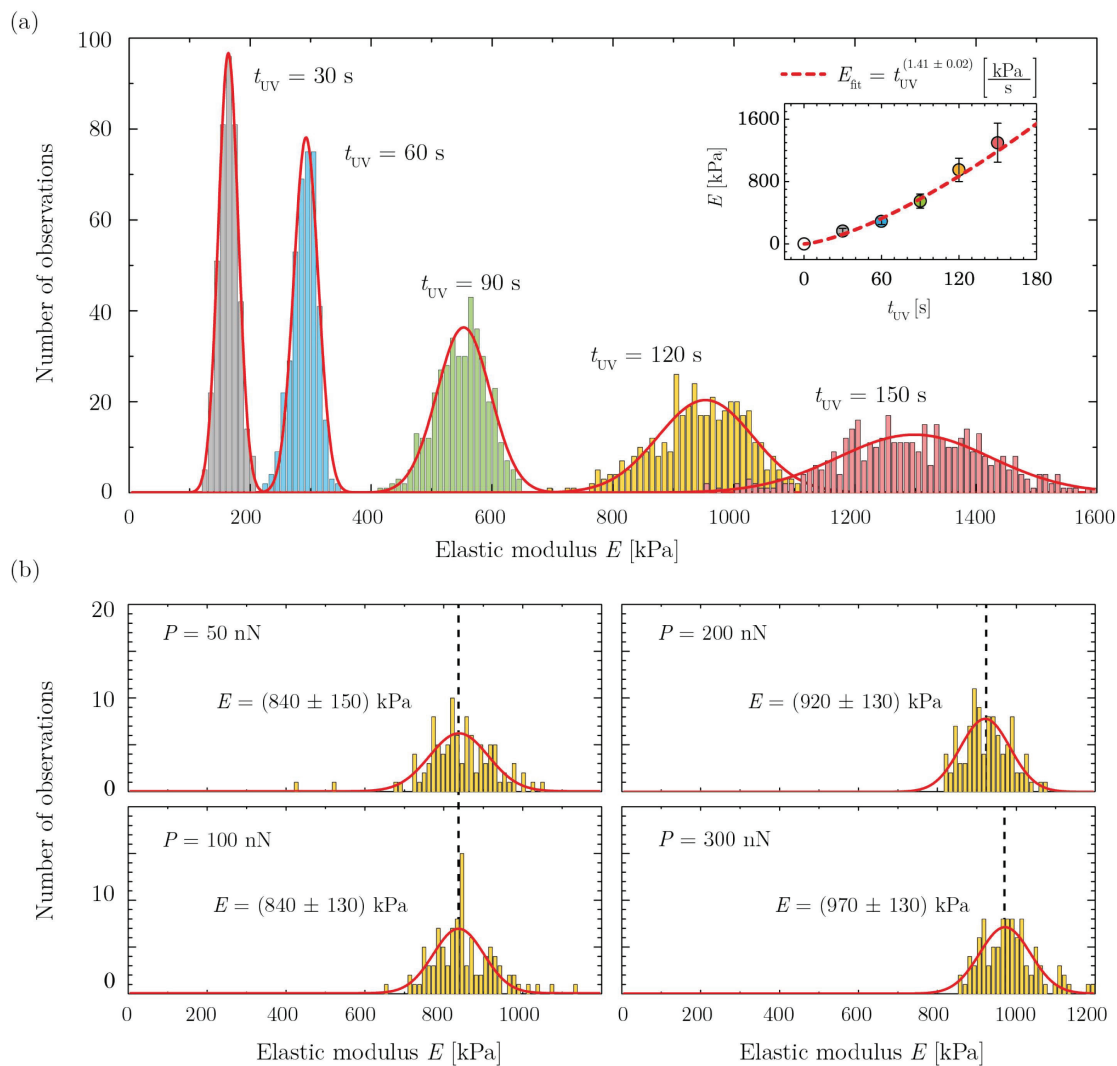 (a)
100
80
60
40
20
0
Number of observations
t_UV = 30 s
t_UV = 60 s
t_UV = 90 s
t_UV = 120 s
t_UV = 150 s
E_fit = t_UV^(1.41 ± 0.02) [kPa/s]
1600
800
0
E [kPa]
0 60 120 180
t_UV [s]
0 200 400 600 800 1000 1200 1400 1600
Elastic modulus E [kPa]
(b)
20
10
0
P = 50 nN
E = (840 ± 150) kPa
P = 200 nN
E = (920 ± 130) kPa
Number of observations
10
0
P = 100 nN
E = (840 ± 130) kPa
P = 300 nN
E = (970 ± 130) kPa
0 200 400 600 800 1000
0 200 400 600 800 1000 1200
Elastic modulus E [kPa]
Elastic modulus E [kPa]